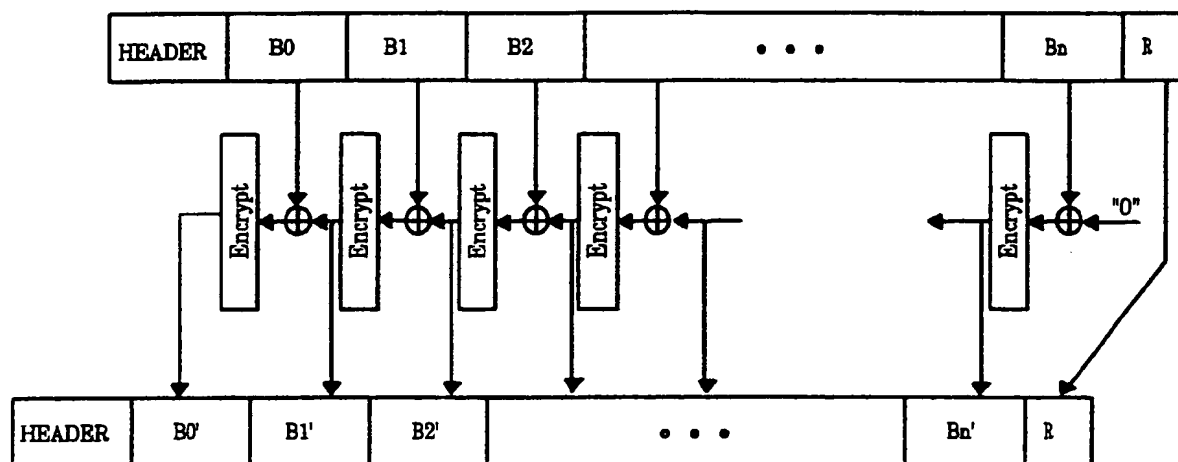 HEADER B0 B1 B2 • • • Bn R
Encrypt Encrypt Encrypt Encrypt Encrypt "0"
HEADER B0' B1' B2' • • • Bn' R